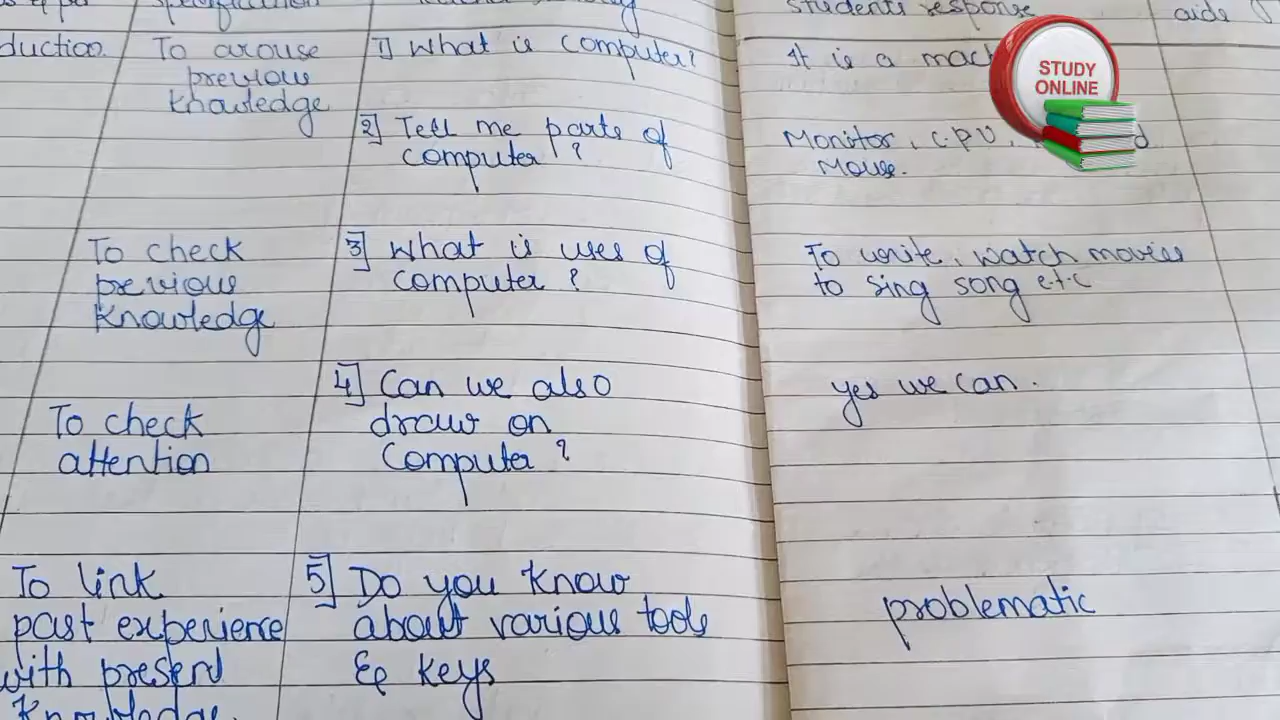 specification
students response
aids
duction. To arouse 1) What is computer? It is a
previous
knowledge
2] Tell me parts of Monitor, C.P.U,
computer? Mouse.
STUDY
ONLINE
To check 3] What is uses of To write, watch movies
previous computer? to sing song e.t.c
knowledge
4] Can we also yes we can.
To check draw on
attention computer?
To link 5] Do you know problematic
past experience about various tools
with present & keys
knowledge.